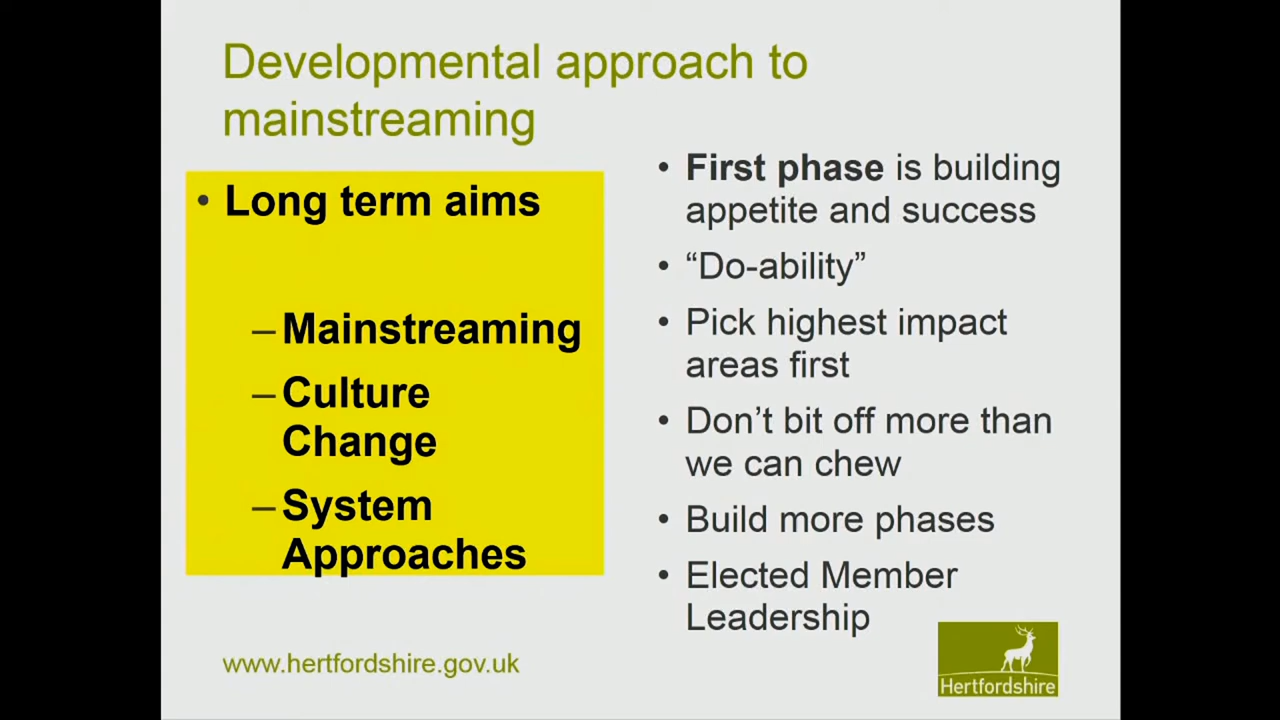 Developmental approach to
mainstreaming
• Long term aims
– Mainstreaming
– Culture
Change
– System
Approaches
• First phase is building
appetite and success
• “Do-ability”
• Pick highest impact
areas first
• Don’t bit off more than
we can chew
• Build more phases
• Elected Member
Leadership
www.hertfordshire.gov.uk
Hertfordshire